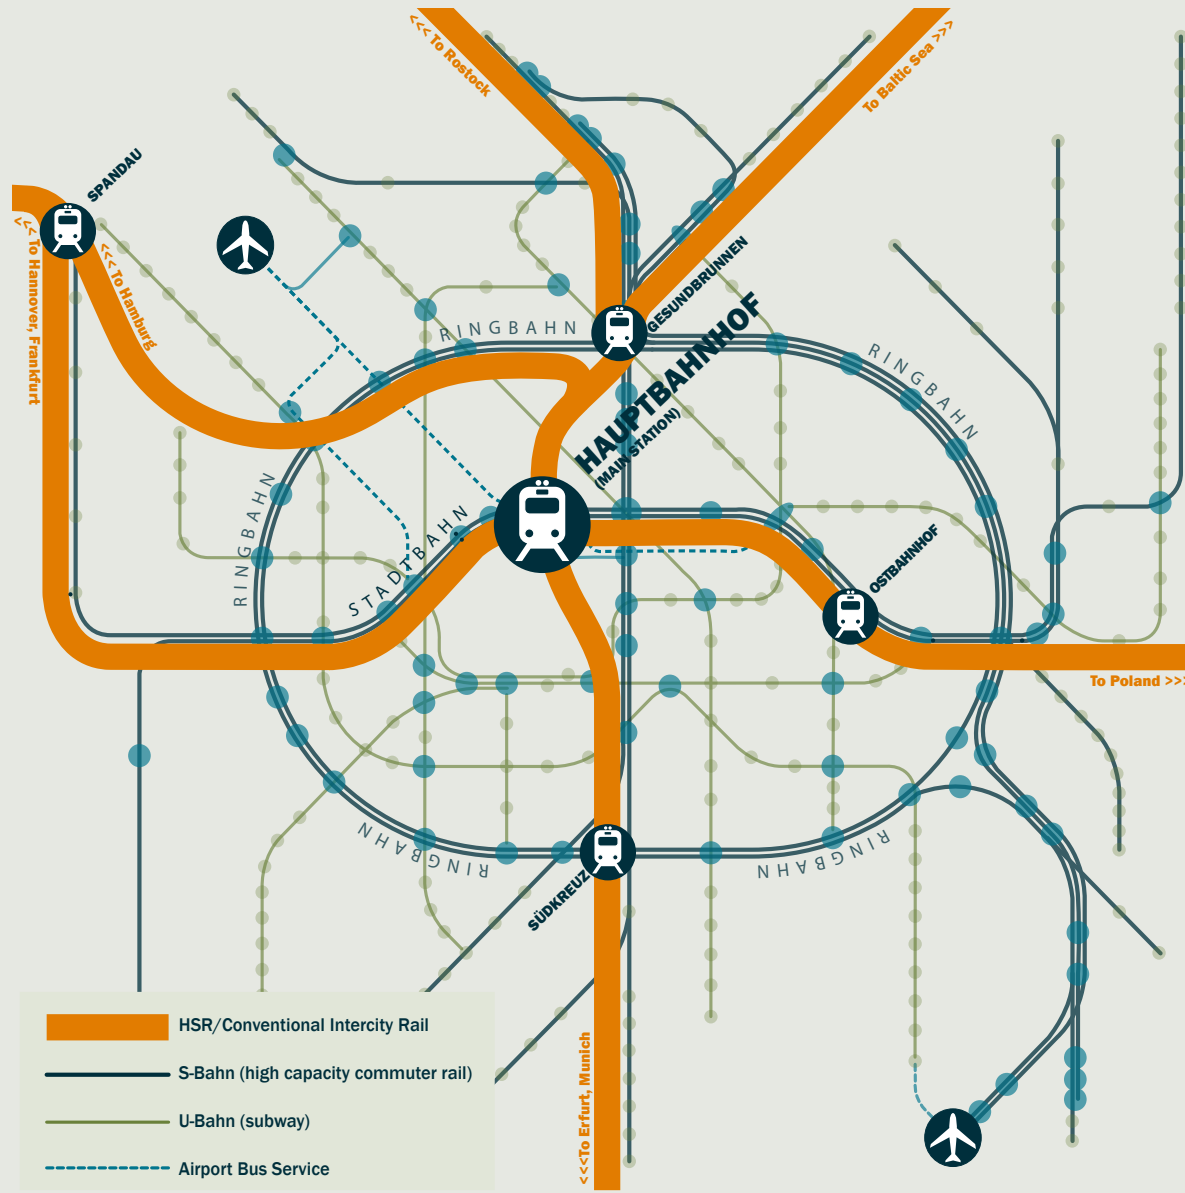 <<< To Rostock
To Baltic Sea >>>
SPANDAU
<<< To Hannover, Frankfurt
<<< To Hamburg
GESUNDBRUNNEN
RINGBAHN
RINGBAHN
HAUPTBAHNHOF
(MAIN STATION)
RINGBAHN
STADTBAHN
OSTBAHNHOF
To Poland >>>
RINGBAHN
RINGBAHN
SÜDKREUZ
<<<To Erfurt, Munich
HSR/Conventional Intercity Rail
S-Bahn (high capacity commuter rail)
U-Bahn (subway)
Airport Bus Service